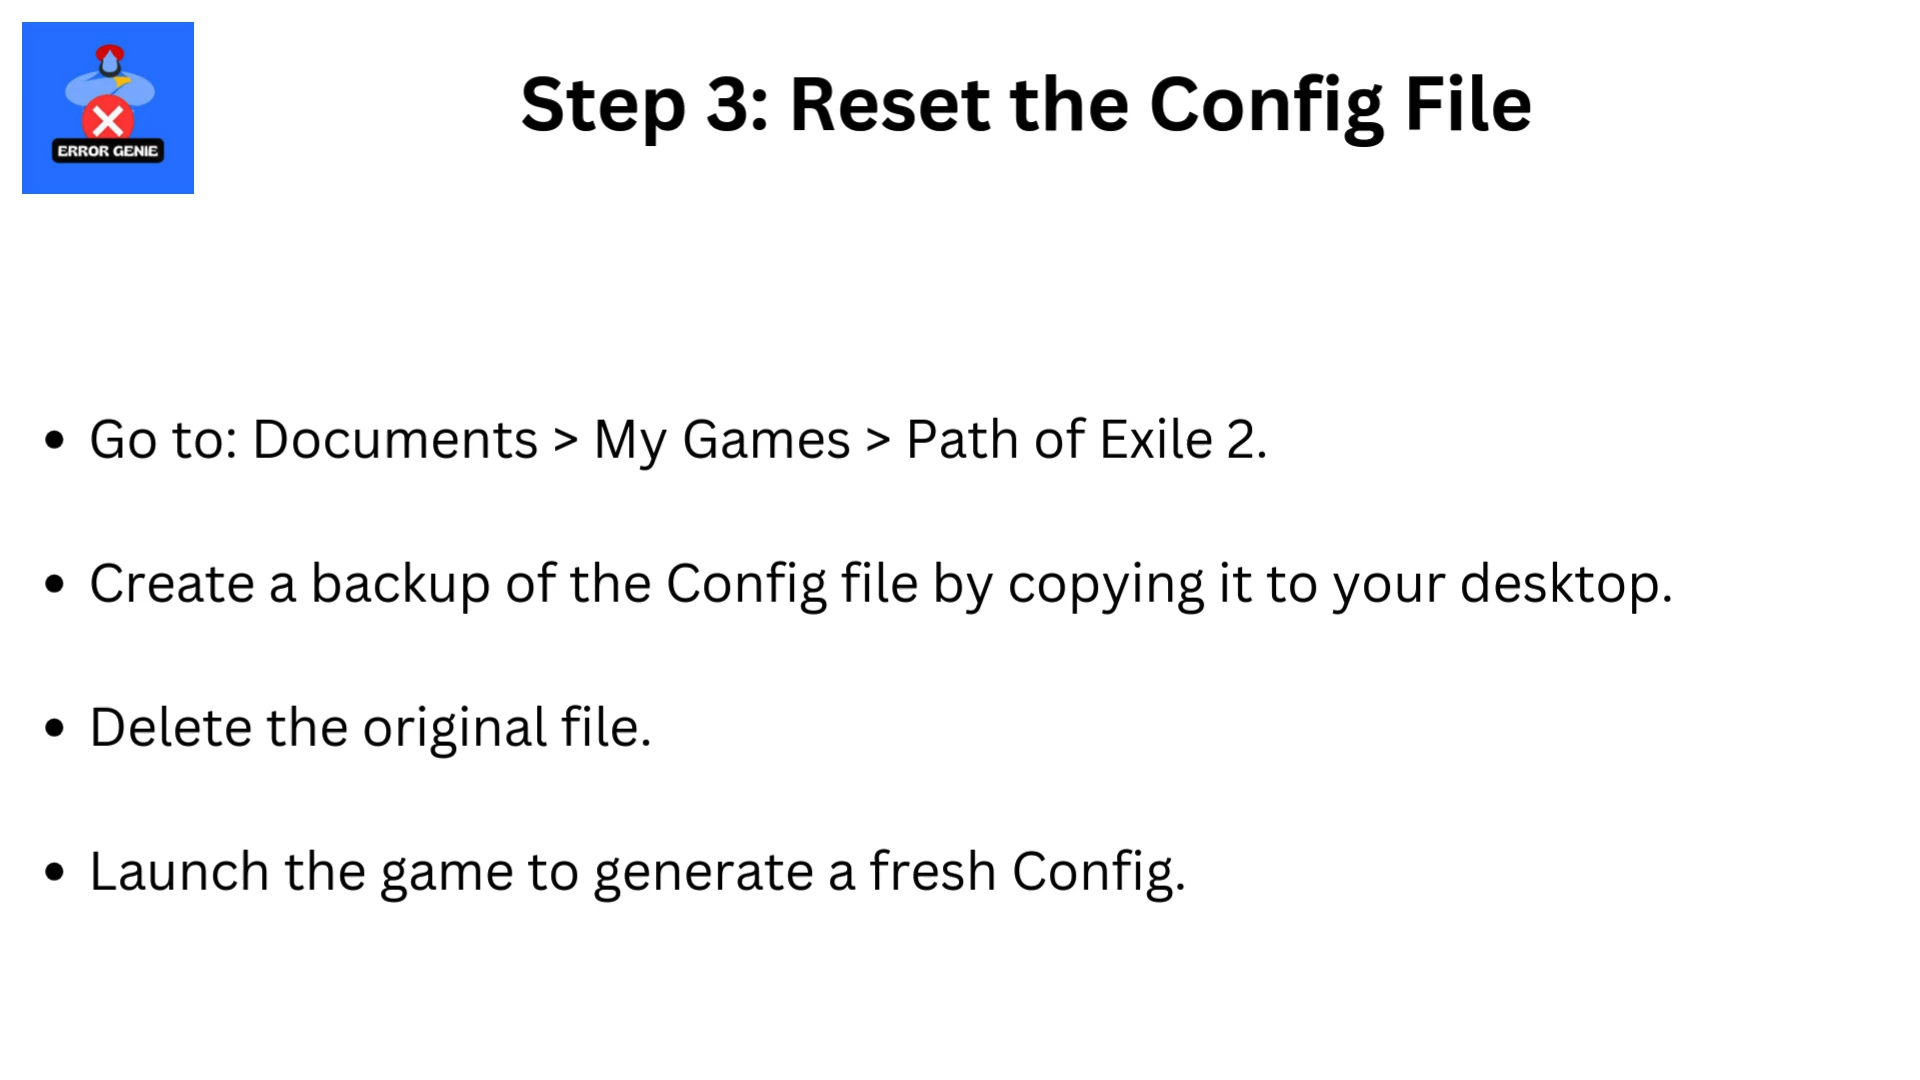 ERROR GENIE
Step 3: Reset the Config File
• Go to: Documents > My Games > Path of Exile 2.
• Create a backup of the Config file by copying it to your desktop.
• Delete the original file.
• Launch the game to generate a fresh Config.